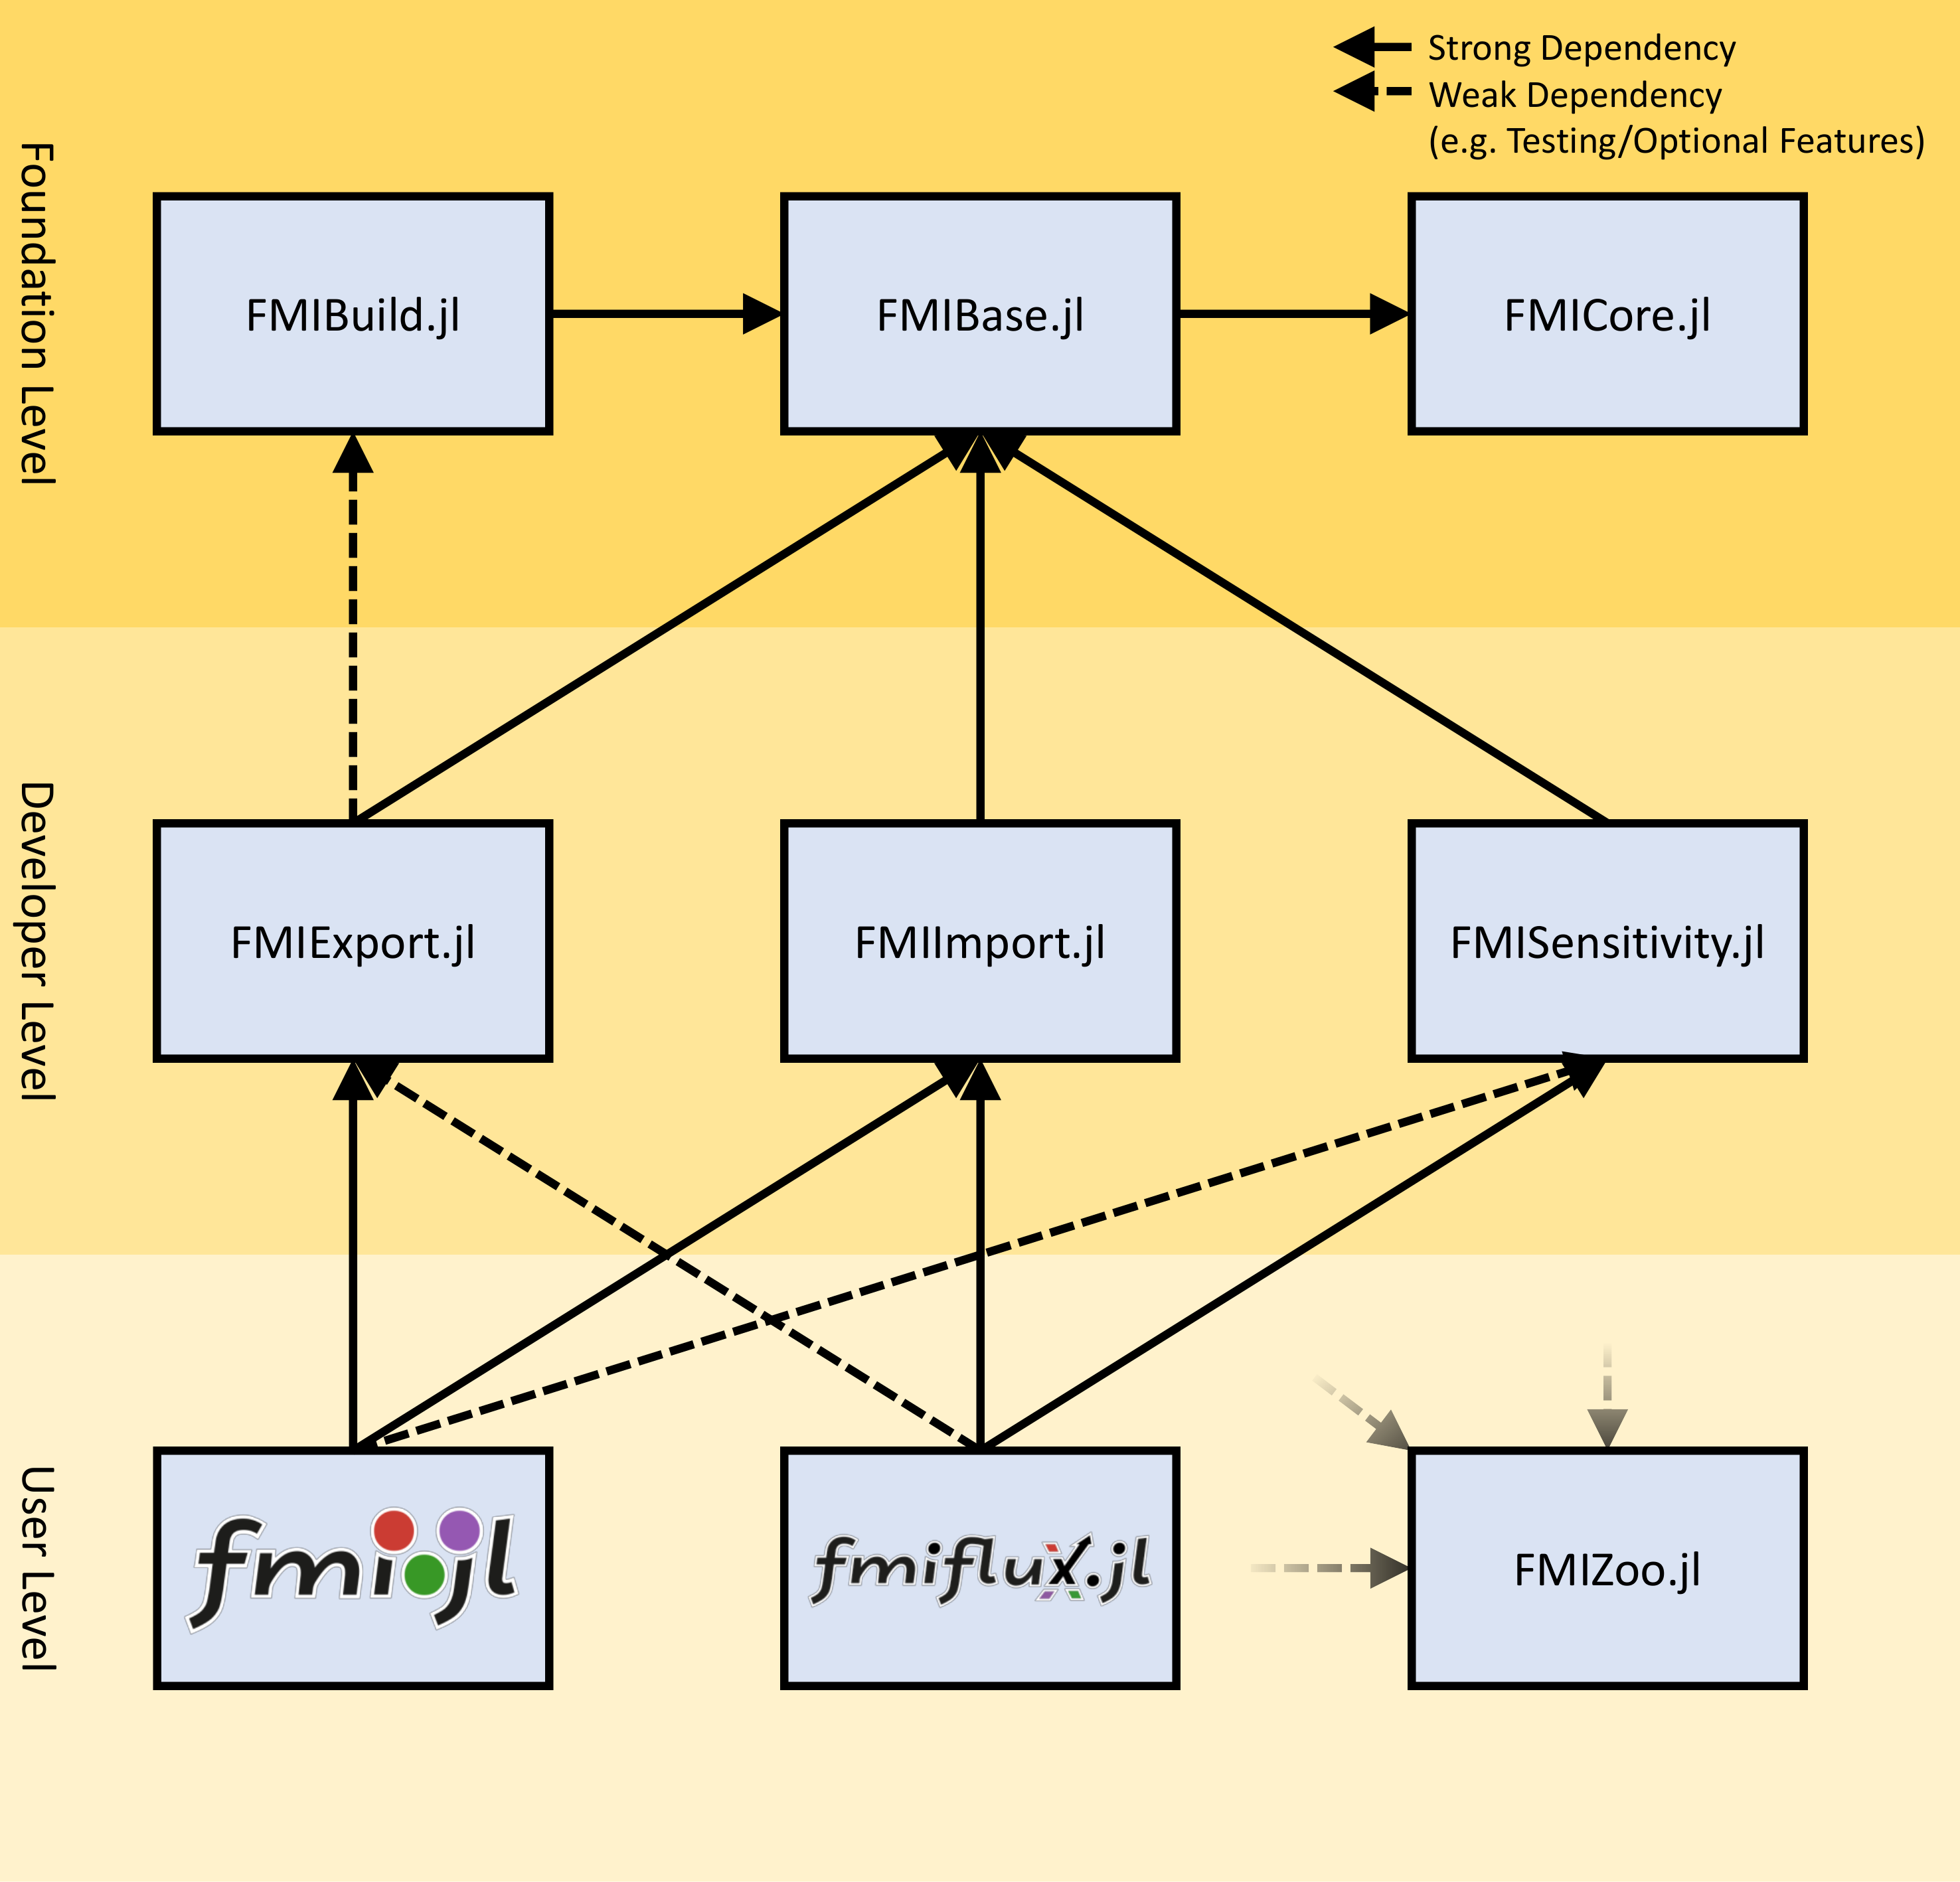 Strong Dependency
Weak Dependency
(e.g. Testing/Optional Features)
Foundation Level
FMIBuild.jl
FMIBase.jl
FMICore.jl
Developer Level
FMIExport.jl
FMIImport.jl
FMISensitivity.jl
User Level
fmi.jl
fmiflux.jl
FMIZoo.jl